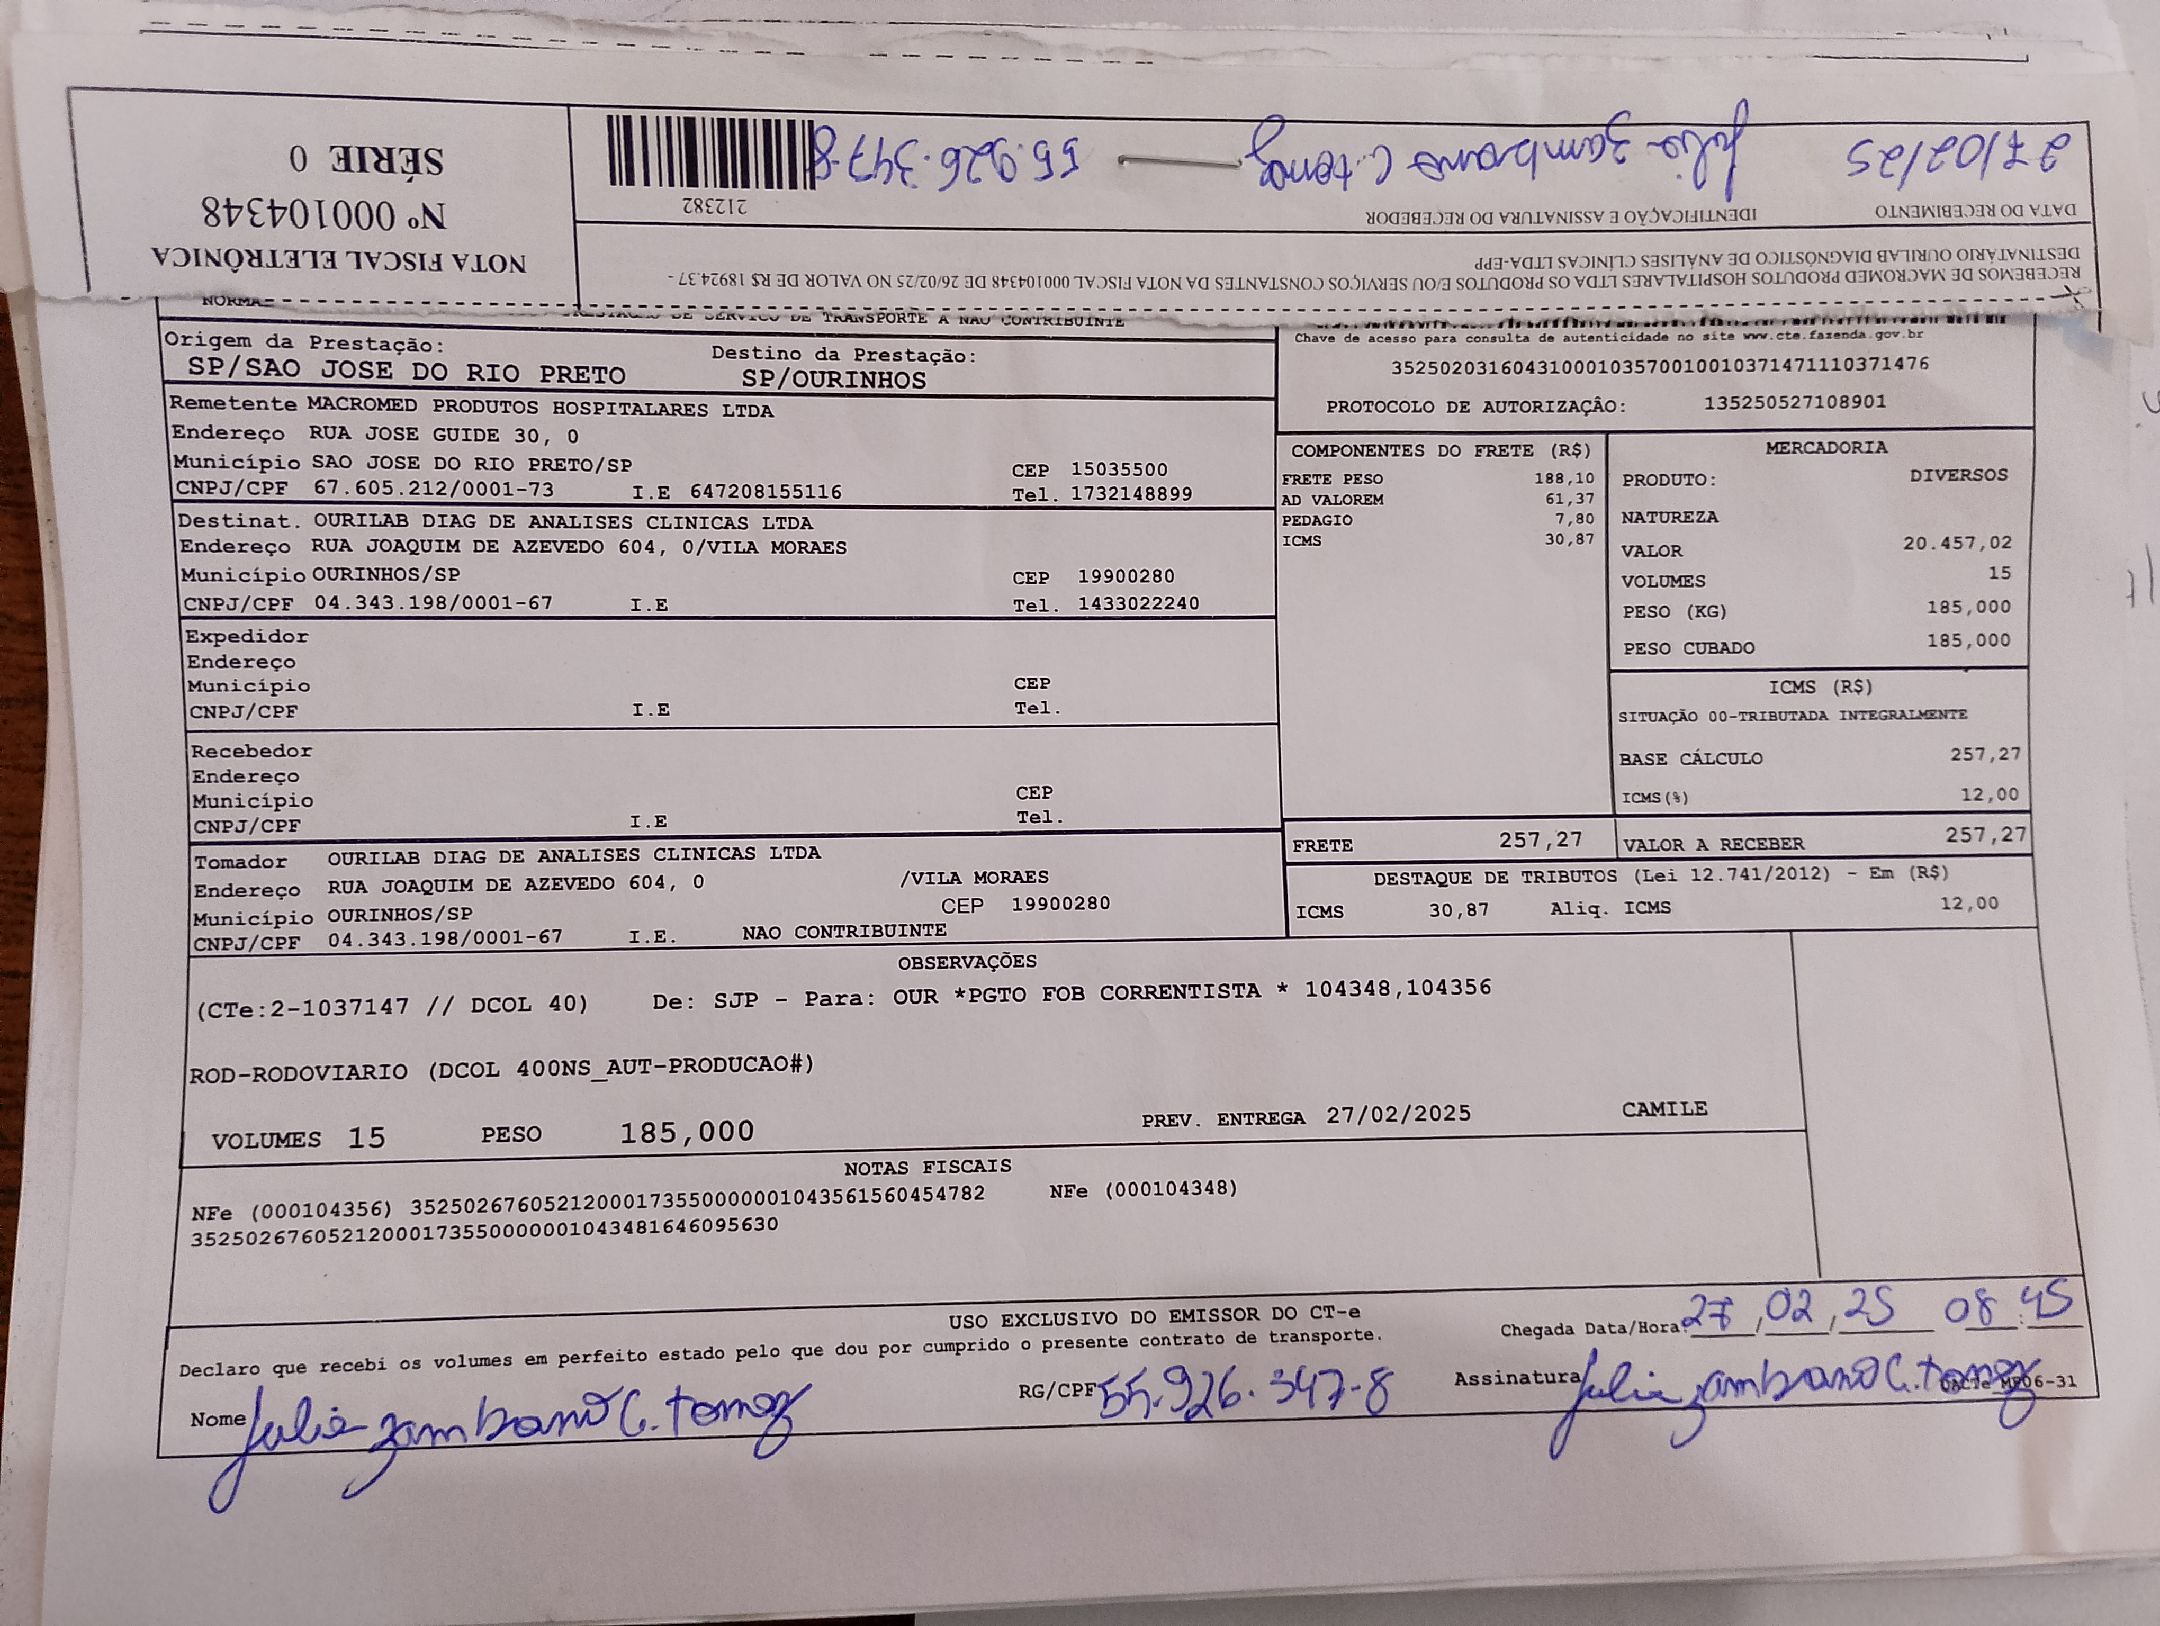 SÉRIE 0
Nº 000104348
NOTA FISCAL ELETRÔNICA
RECEBEMOS DE MACROMED PRODUTOS HOSPITALARES LTDA OS PRODUTOS E/OU SERVIÇOS CONSTANTES DA NOTA FISCAL 000104348 DE 26/02/25 NO VALOR DE R$ 18924.37 -
DESTINATÁRIO OURILAB DIAGNÓSTICO DE ANÁLISES CLÍNICAS LTDA-EPP
DATA DO RECEBIMENTO
27/02/25
IDENTIFICAÇÃO E ASSINATURA DO RECEBEDOR
Julia Zambrano C. 55.926.347-8
212382
DE TRANSPORTE A NAO CONTRIBUINTE
Origem da Prestação: Destino da Prestação:
SP/SAO JOSE DO RIO PRETO SP/OURINHOS
Remetente MACROMED PRODUTOS HOSPITALARES LTDA
Endereço RUA JOSE GUIDE 30, 0
Município SAO JOSE DO RIO PRETO/SP CEP 15035500
CNPJ/CPF 67.605.212/0001-73 I.E 647208155116 Tel. 1732148899
Destinat. OURILAB DIAG DE ANALISES CLINICAS LTDA
Endereço RUA JOAQUIM DE AZEVEDO 604, 0/VILA MORAES
Município OURINHOS/SP CEP 19900280
CNPJ/CPF 04.343.198/0001-67 I.E Tel. 1433022240
Expedidor
Endereço
Município CEP
CNPJ/CPF I.E Tel.
Recebedor
Endereço
Município CEP
CNPJ/CPF I.E Tel.
Tomador OURILAB DIAG DE ANALISES CLINICAS LTDA
Endereço RUA JOAQUIM DE AZEVEDO 604, 0 /VILA MORAES
Município OURINHOS/SP CEP 19900280
CNPJ/CPF 04.343.198/0001-67 I.E. NAO CONTRIBUINTE
Chave de acesso para consulta de autenticidade no site www.cte.fazenda.gov.br
35250203160431000103570010010371471110371476
PROTOCOLO DE AUTORIZAÇÂO: 135250527108901
COMPONENTES DO FRETE (R$)
FRETE PESO 188,10
AD VALOREM 61,37
PEDAGIO 7,80
ICMS 30,87
MERCADORIA
PRODUTO: DIVERSOS
NATUREZA
VALOR 20.457,02
VOLUMES 15
PESO (KG) 185,000
PESO CUBADO 185,000
ICMS (R$)
SITUAÇÃO 00-TRIBUTADA INTEGRALMENTE
BASE CÁLCULO 257,27
ICMS(%) 12,00
FRETE 257,27 VALOR A RECEBER 257,27
DESTAQUE DE TRIBUTOS (Lei 12.741/2012) - Em (R$)
ICMS 30,87 Aliq. ICMS 12,00
OBSERVAÇÕES
(CTe:2-1037147 // DCOL 40) De: SJP - Para: OUR *PGTO FOB CORRENTISTA * 104348,104356
ROD-RODOVIARIO (DCOL 400NS_AUT-PRODUCAO#)
VOLUMES 15 PESO 185,000 PREV. ENTREGA 27/02/2025 CAMILE
NOTAS FISCAIS
NFe (000104356) 35250267605212000173550000001043561560454782 NFe (000104348)
35250267605212000173550000001043481646095630
USO EXCLUSIVO DO EMISSOR DO CT-e
Declaro que recebi os volumes em perfeito estado pelo que dou por cumprido o presente contrato de transporte.
Chegada Data/Hora: 27/02/25 08:45
Nome Julia Zambrano C. RG/CPF 55.926.347-8 Assinatura Julia Zambrano C.